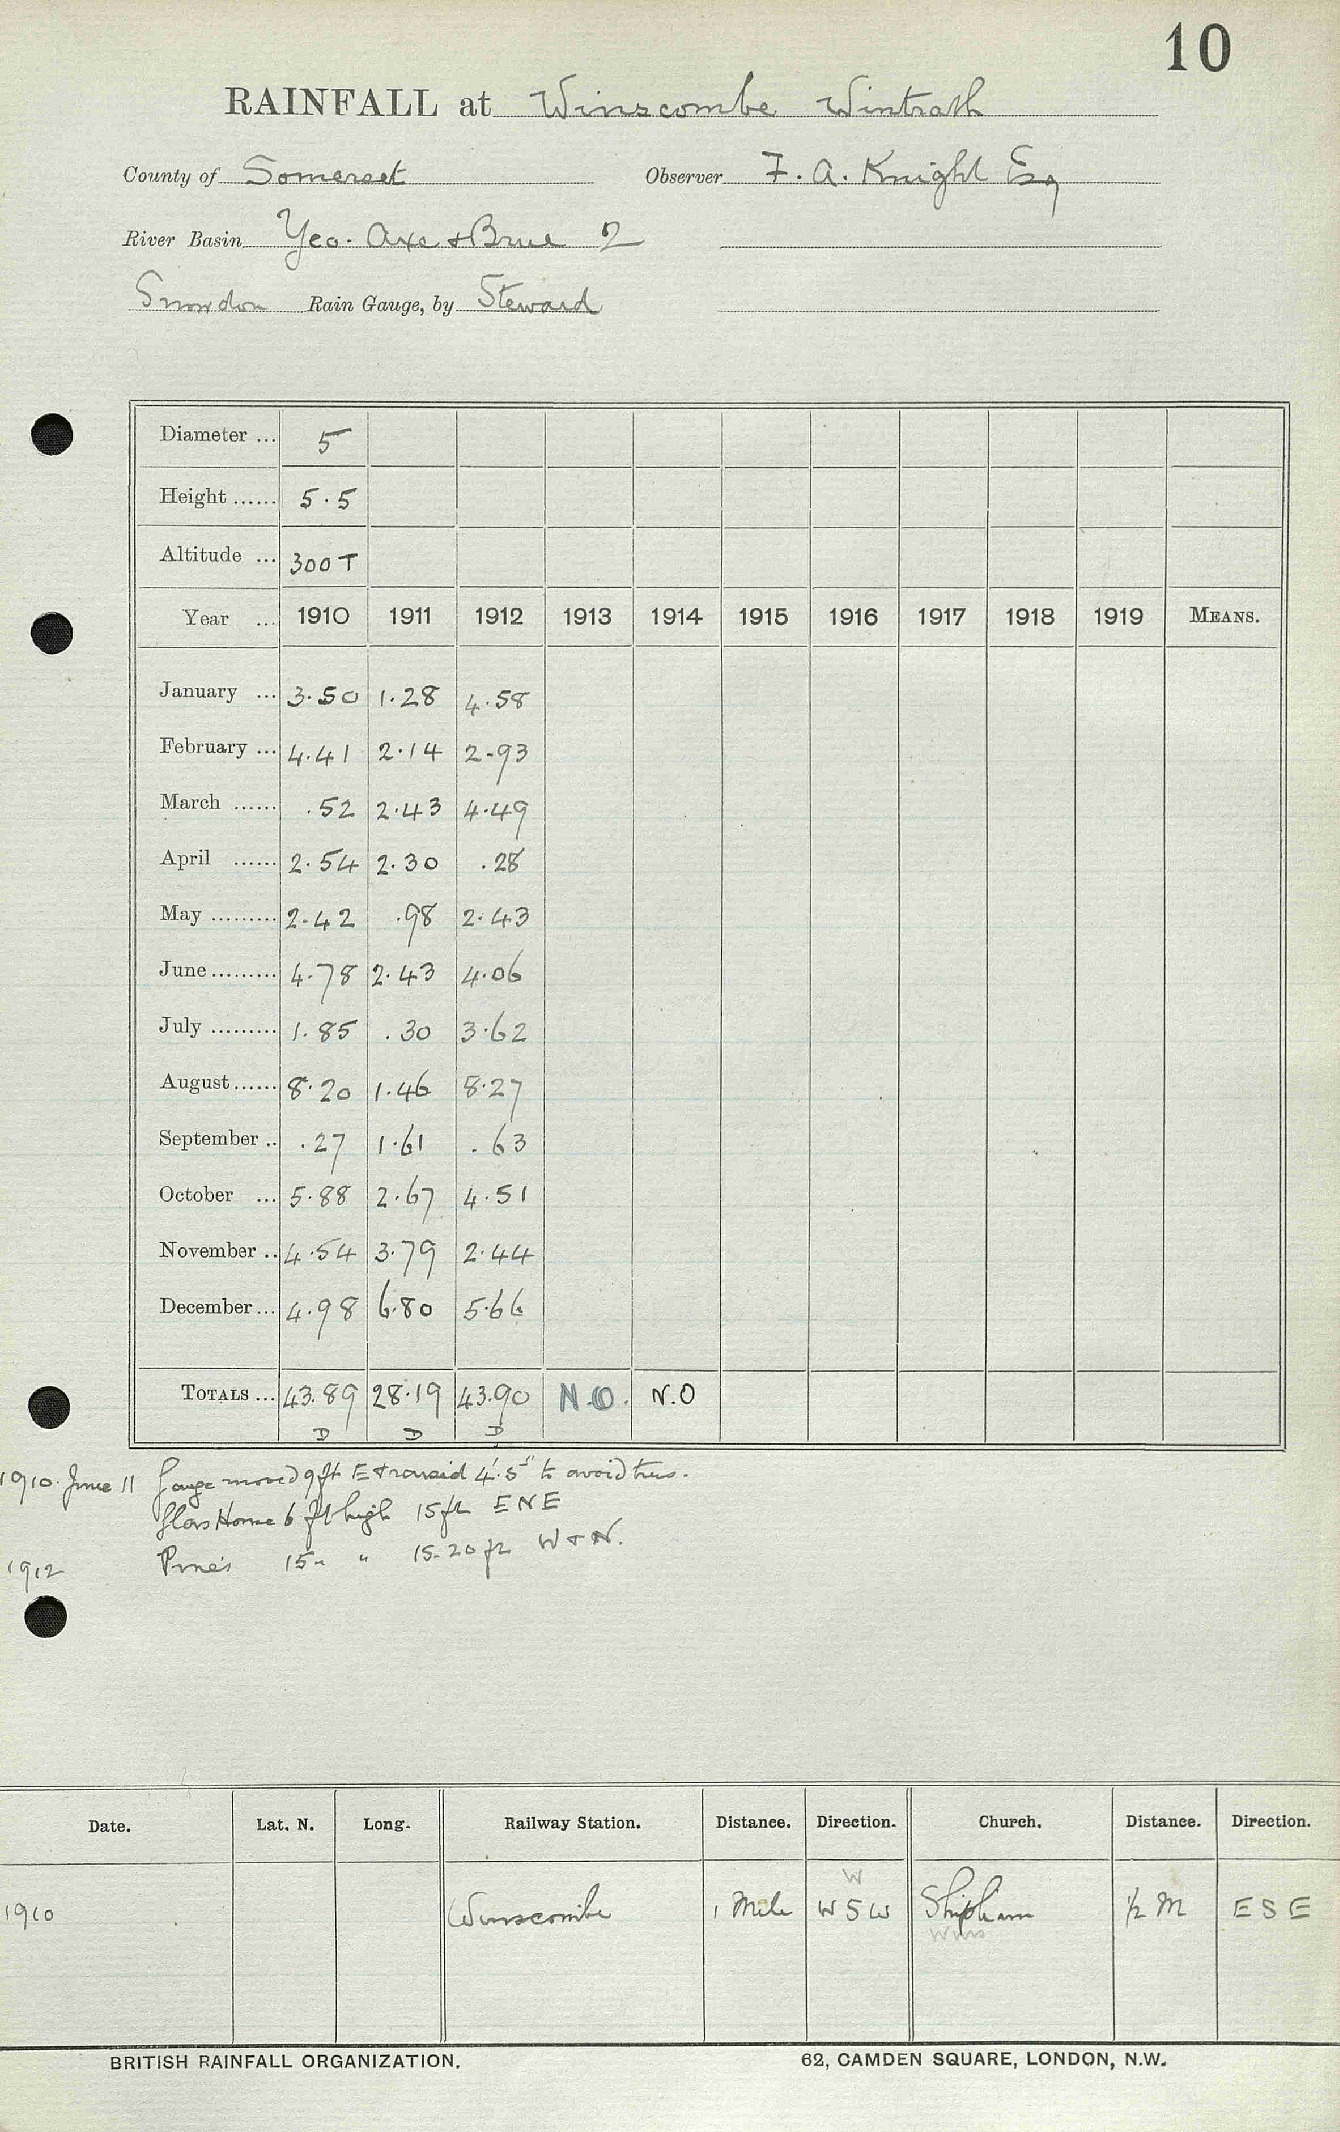 10
RAINFALL at Winscombe Wintrath
County of Somerset Observer F. A. Knight Esq
River Basin Yeo. Axe & Brue 2
Snowdon Rain Gauge, by Steward
Diameter ... 5
Height ...... 5.5
Altitude ... 300 T
Year ... 1910 1911 1912 1913 1914 1915 1916 1917 1918 1919 MEANS.
January ... 3.50 1.28 4.58
February ... 4.41 2.14 2.93
March ...... .52 2.43 4.49
April ...... 2.54 2.30 .28
May ......... 2.42 .98 2.43
June ......... 4.78 2.43 4.06
July ......... 1.85 .30 3.62
August ...... 8.20 1.46 8.27
September .. .27 1.61 .63
October ... 5.88 2.67 4.51
November .. 4.54 3.79 2.44
December ... 4.98 6.80 5.66
TOTALS ... 43.89 28.19 43.90 N.O. N.O
D D D
1910 June 11 Gauge moved 9ft E & raised 4'.5" to avoid trees.
Glass House 6 ft high 15 ft ENE
1912 Pines 15 " " 15-20 ft W & N.
Date. Lat. N. Long. Railway Station. Distance. Direction. Church. Distance. Direction.
W
1910 Winscombe 1 Mile WSW Shipham ½ M ESE
Wins
BRITISH RAINFALL ORGANIZATION. 62, CAMDEN SQUARE, LONDON, N.W.